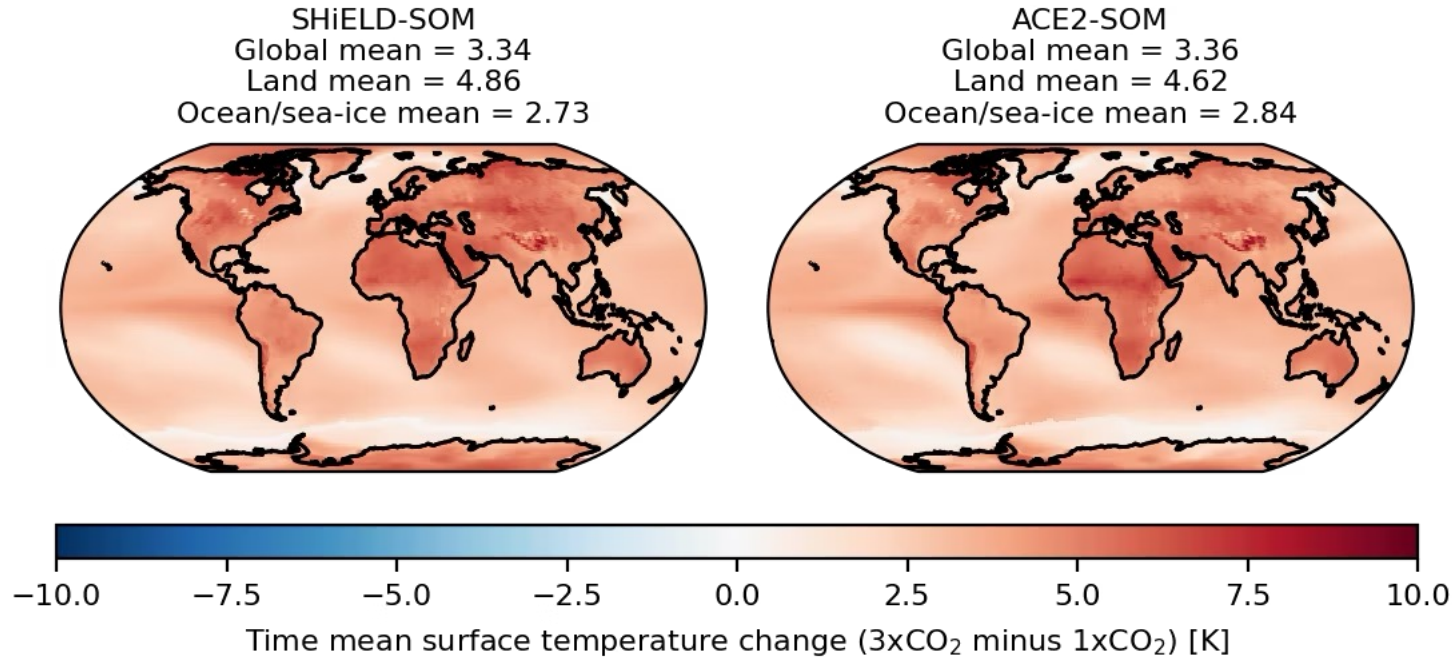 SHiELD-SOM
Global mean = 3.34
Land mean = 4.86
Ocean/sea-ice mean = 2.73
ACE2-SOM
Global mean = 3.36
Land mean = 4.62
Ocean/sea-ice mean = 2.84
−10.0 −7.5 −5.0 −2.5 0.0 2.5 5.0 7.5 10.0
Time mean surface temperature change (3xCO₂ minus 1xCO₂) [K]